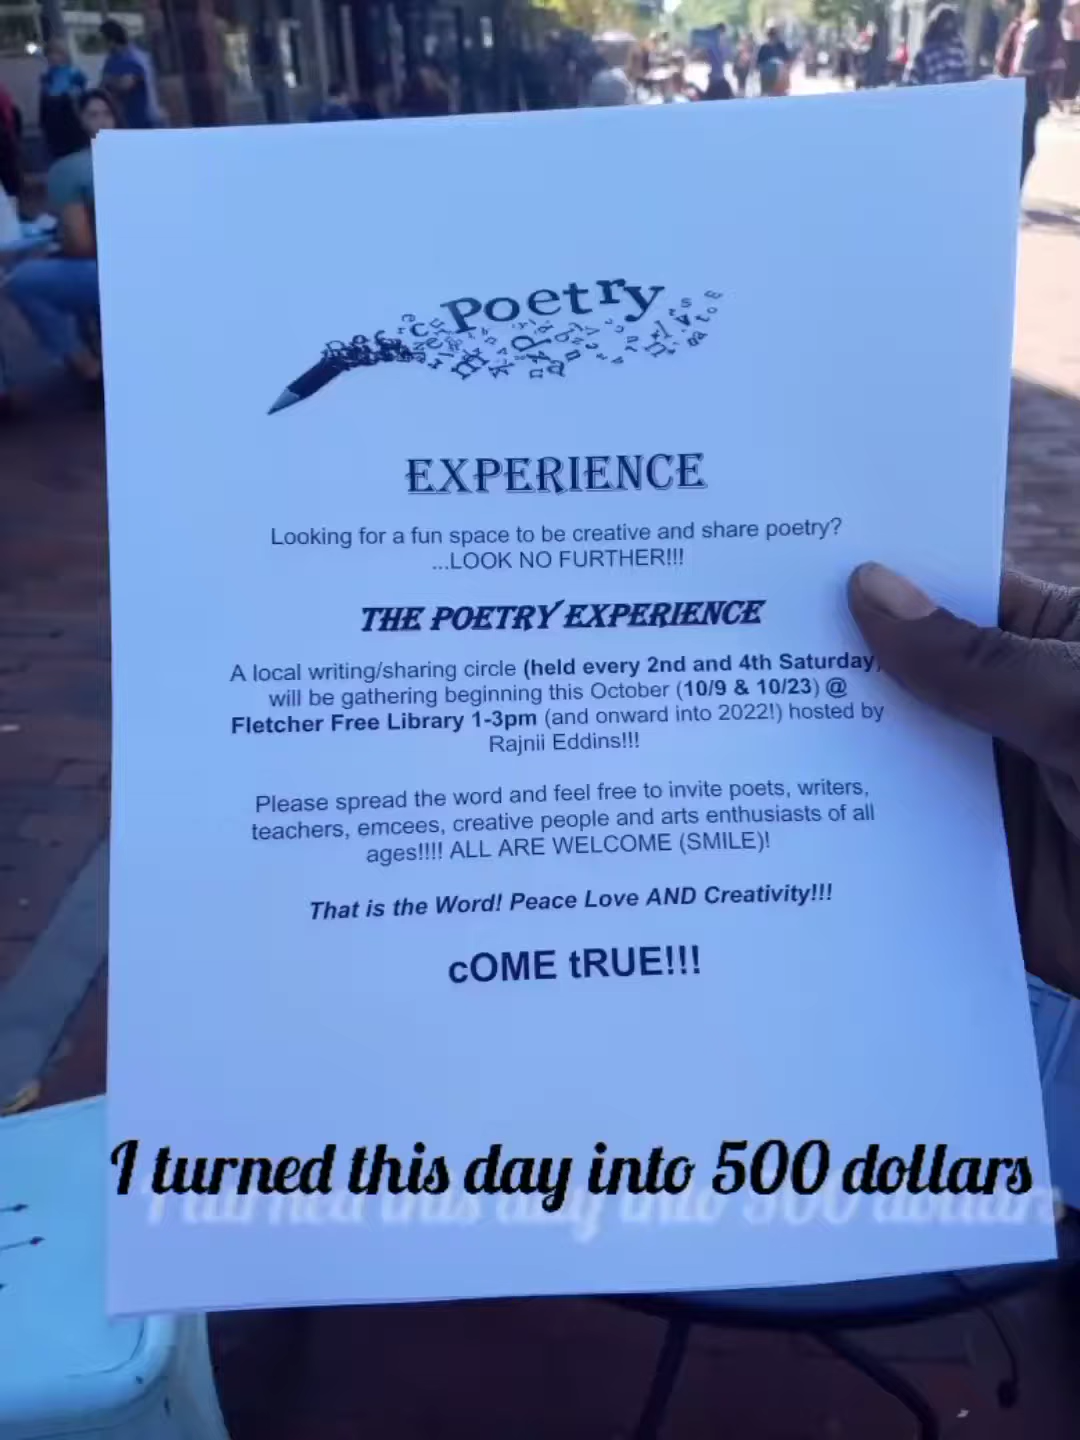 Poetry
EXPERIENCE
Looking for a fun space to be creative and share poetry?
...LOOK NO FURTHER!!!
THE POETRY EXPERIENCE
A local writing/sharing circle (held every 2nd and 4th Saturday)
will be gathering beginning this October (10/9 & 10/23) @
Fletcher Free Library 1-3pm (and onward into 2022!) hosted by
Rajnii Eddins!!!
Please spread the word and feel free to invite poets, writers,
teachers, emcees, creative people and arts enthusiasts of all
ages!!!! ALL ARE WELCOME (SMILE)!
That is the Word! Peace Love AND Creativity!!!
cOME tRUE!!!
I turned this day into 500 dollars